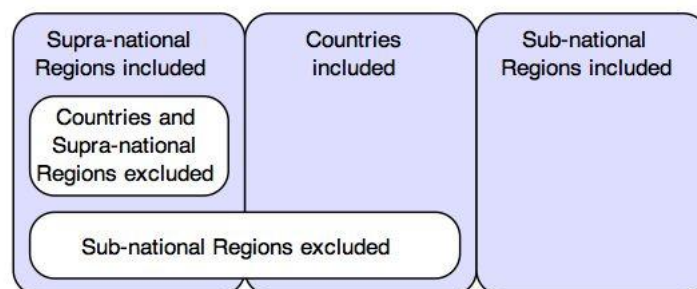 Supra-national
Regions included
Countries
included
Sub-national
Regions included
Countries and
Supra-national
Regions excluded
Sub-national Regions excluded